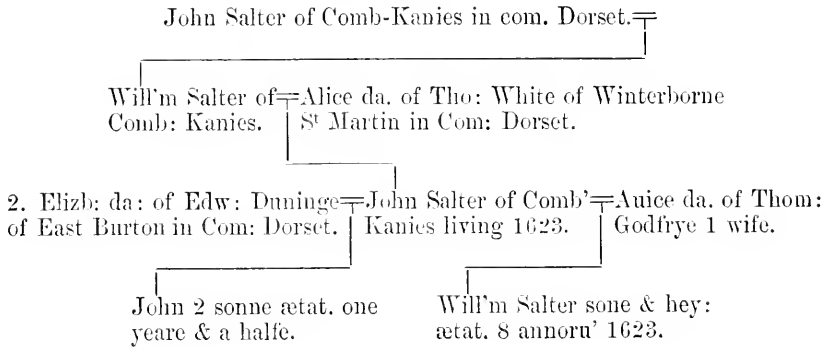 John Salter of Comb-Kanies in com. Dorset.
Will'm Salter of Comb: Kanies.
Alice da. of Tho: White of Winterborne
St Martin in Com: Dorset.
2. Elizb: da: of Edw: Duninge
of East Burton in Com: Dorset.
John Salter of Comb'
Kanies living 1623.
Auice da. of Thom:
Godfrye 1 wife.
John 2 sonne ætat. one
yeare & a halfe.
Will'm Salter sone & hey:
ætat. 8 annoru' 1623.